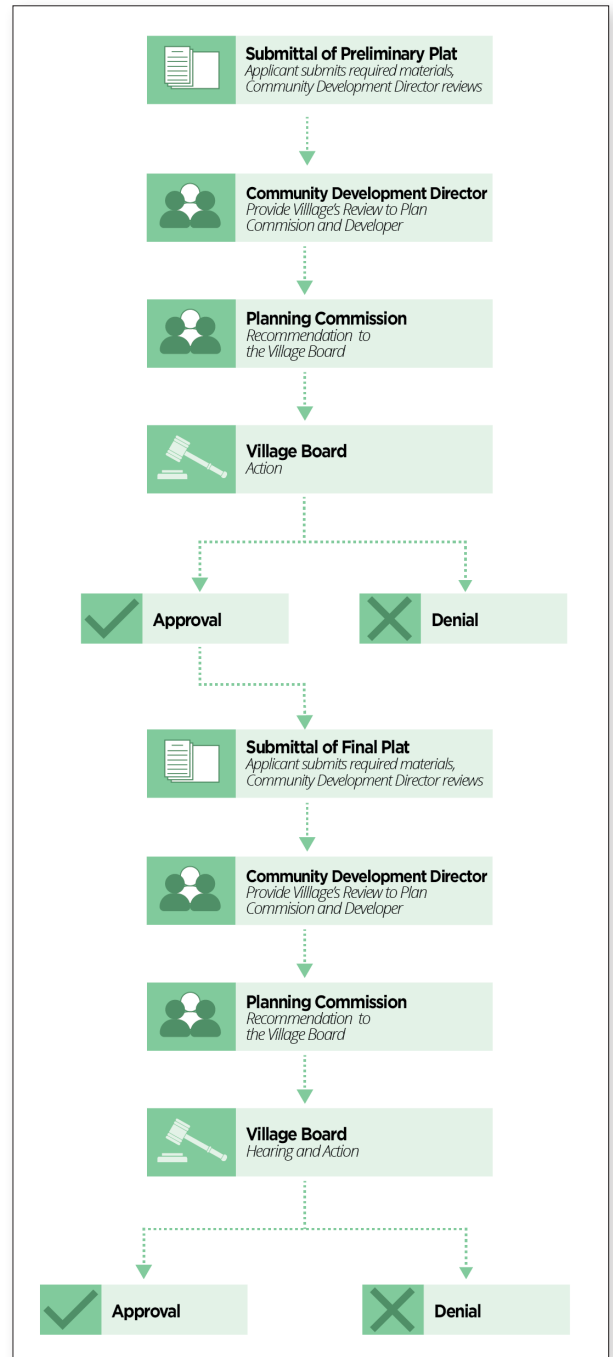 Submittal of Preliminary Plat
Applicant submits required materials,
Community Development Director reviews
Community Development Director
Provide Villlage's Review to Plan
Commision and Developer
Planning Commission
Recommendation to
the Village Board
Village Board
Action
Approval
Denial
Submittal of Final Plat
Applicant submits required materials,
Community Development Director reviews
Community Development Director
Provide Villlage's Review to Plan
Commision and Developer
Planning Commission
Recommendation to
the Village Board
Village Board
Hearing and Action
Approval
Denial